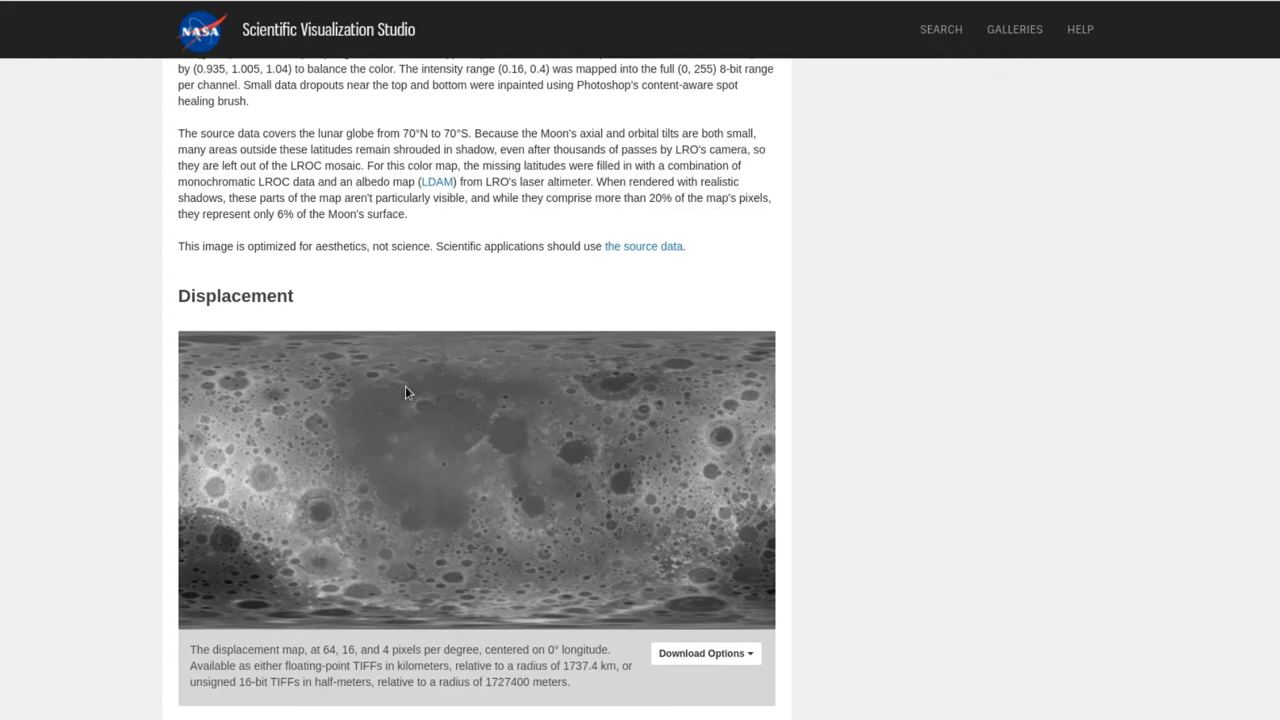 NASA
Scientific Visualization Studio
SEARCH
GALLERIES
HELP
by (0.935, 1.005, 1.04) to balance the color. The intensity range (0.16, 0.4) was mapped into the full (0, 255) 8-bit range
per channel. Small data dropouts near the top and bottom were inpainted using Photoshop's content-aware spot
healing brush.
The source data covers the lunar globe from 70°N to 70°S. Because the Moon's axial and orbital tilts are both small,
many areas outside these latitudes remain shrouded in shadow, even after thousands of passes by LRO's camera, so
they are left out of the LROC mosaic. For this color map, the missing latitudes were filled in with a combination of
monochromatic LROC data and an albedo map (LDAM) from LRO's laser altimeter. When rendered with realistic
shadows, these parts of the map aren't particularly visible, and while they comprise more than 20% of the map's pixels,
they represent only 6% of the Moon's surface.
This image is optimized for aesthetics, not science. Scientific applications should use the source data.
Displacement
The displacement map, at 64, 16, and 4 pixels per degree, centered on 0° longitude.
Available as either floating-point TIFFs in kilometers, relative to a radius of 1737.4 km, or
unsigned 16-bit TIFFs in half-meters, relative to a radius of 1727400 meters.
Download Options